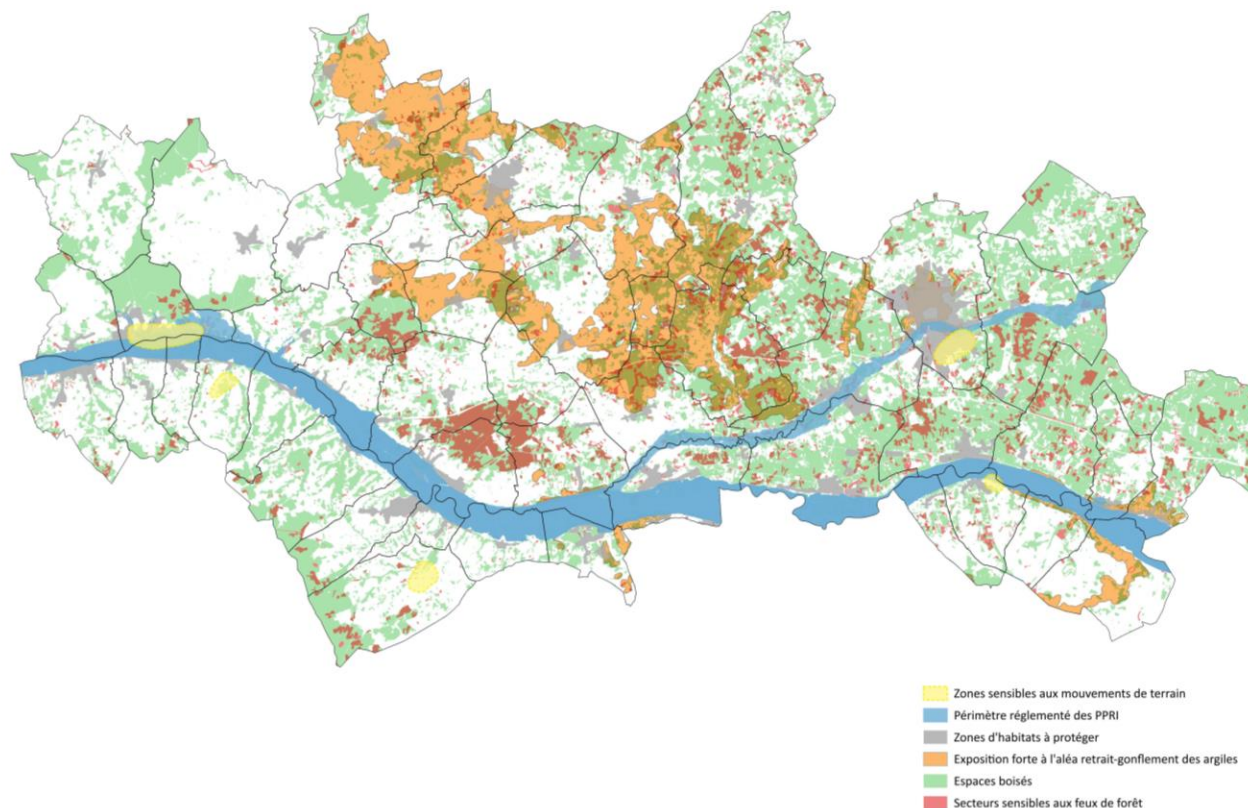 Zones sensibles aux mouvements de terrain
Périmètre réglementé des PPRI
Zones d'habitats à protéger
Exposition forte à l'aléa retrait-gonflement des argiles
Espaces boisés
Secteurs sensibles aux feux de forêt